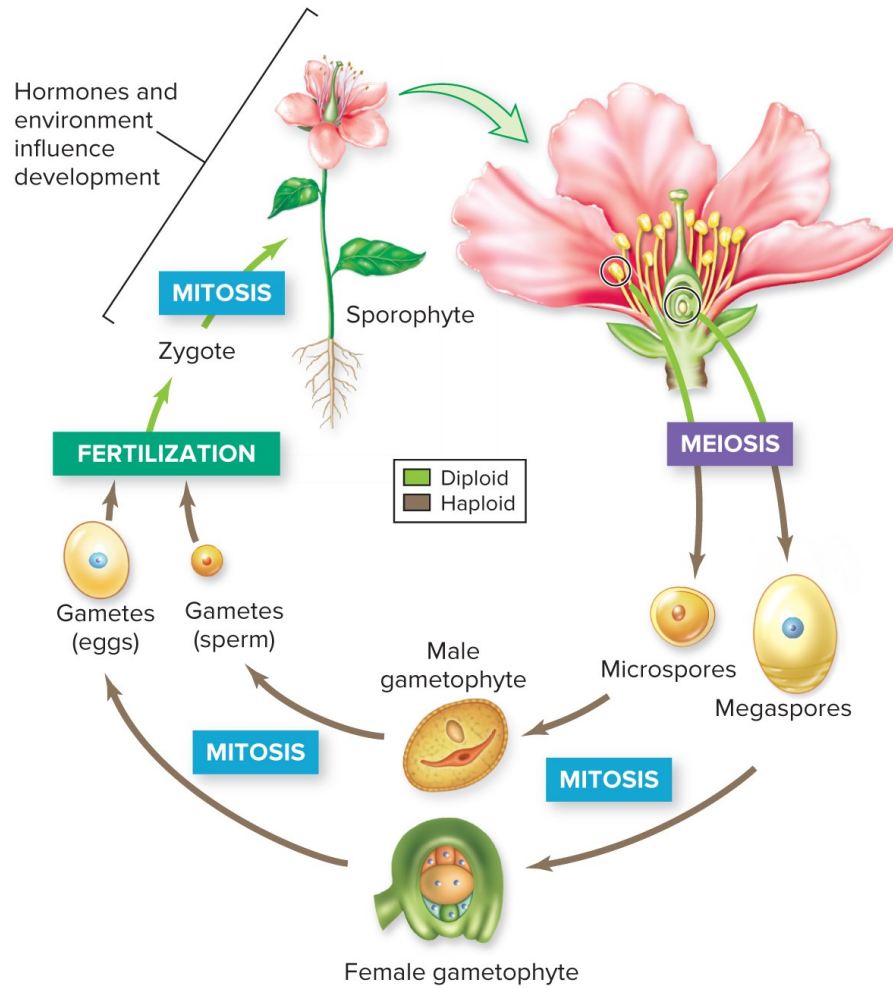 Hormones and
environment
influence
development
MITOSIS
Sporophyte
Zygote
FERTILIZATION
MEIOSIS
Diploid
Haploid
Gametes
(eggs)
Gametes
(sperm)
Male
gametophyte
Microspores
Megaspores
MITOSIS
MITOSIS
Female gametophyte